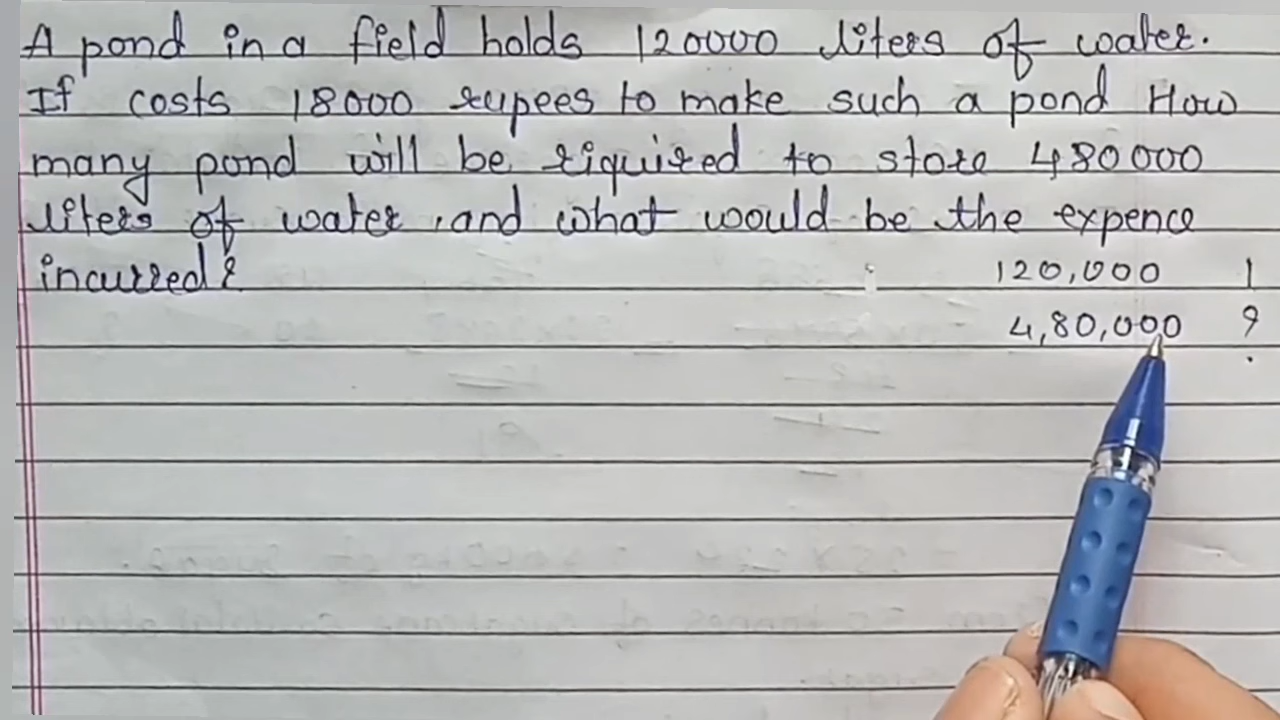 A pond in a field holds 120000 liters of water.
If costs 18000 rupees to make such a pond How
many pond will be riquired to store 480000
liters of water, and what would be the expence
incurred?
120,000 1
4,80,000 ?